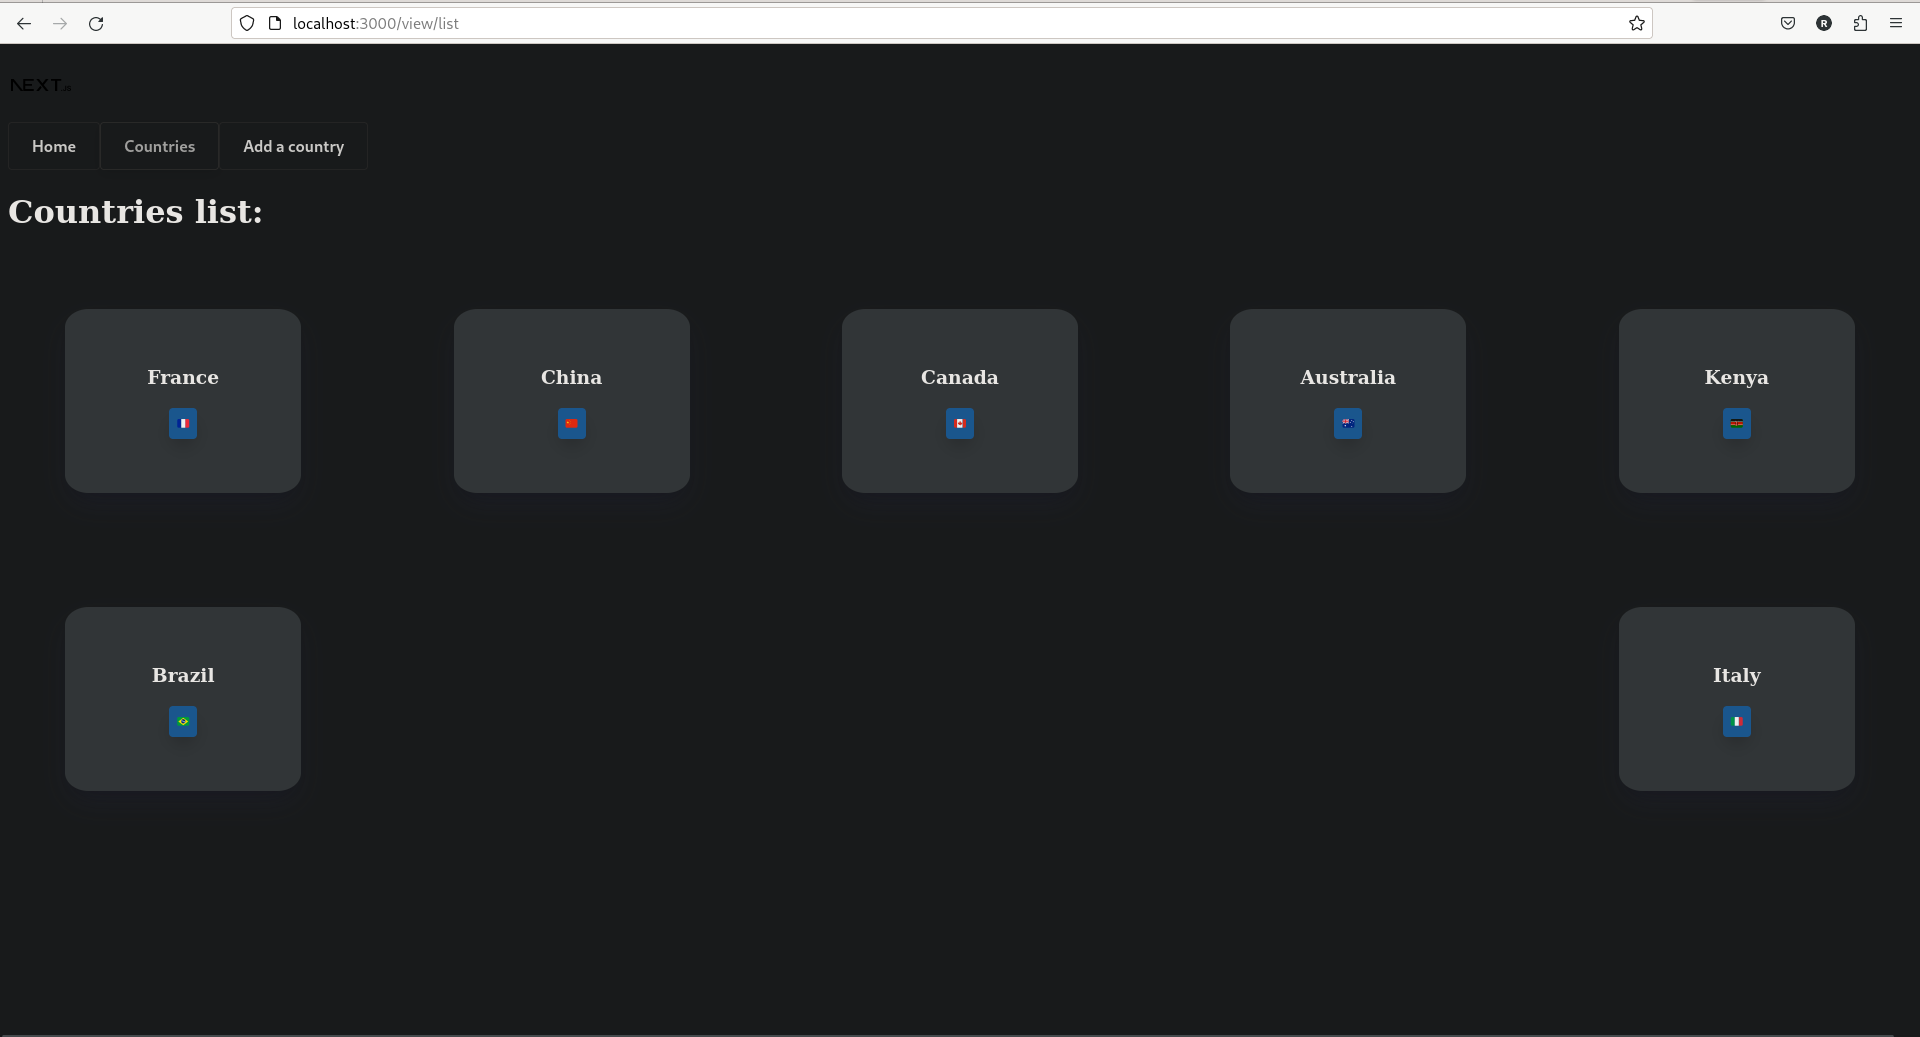 localhost:3000/view/list
R
NEXT.js
Home
Countries
Add a country
Countries list:
France
China
Canada
Australia
Kenya
Brazil
Italy